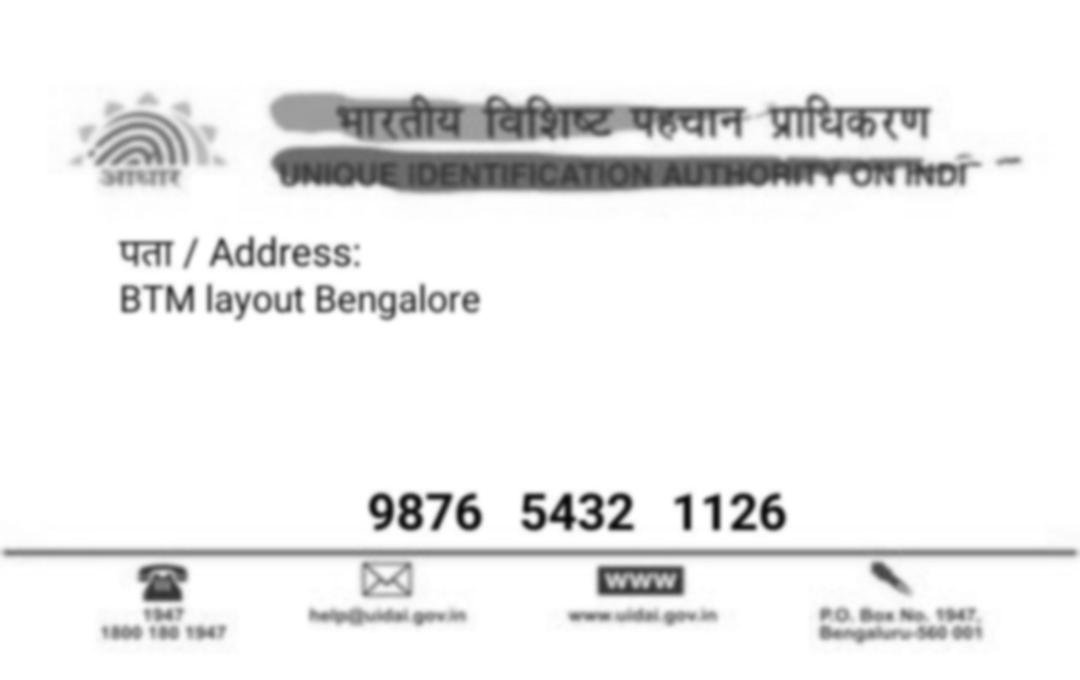 आधार
भारतीय विशिष्ट पहचान प्राधिकरण
UNIQUE IDENTIFICATION AUTHORITY ON INDI
पता / Address:
BTM layout Bengalore
9876 5432 1126
1947
1800 180 1947
help@uidai.gov.in
WWW
www.uidai.gov.in
P.O. Box No. 1947,
Bengaluru-560 001